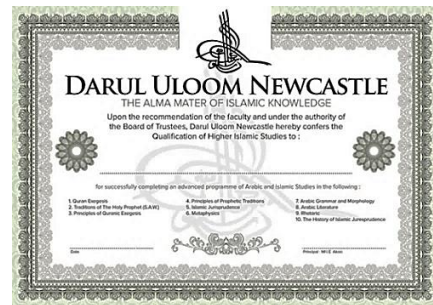 DARUL ULOOM NEWCASTLE
THE ALMA MATER OF ISLAMIC KNOWLEDGE
Upon the recommendation of the faculty and under the authority of
the Board of Trustees, Darul Uloom Newcastle hereby confers the
Qualification of Higher Islamic Studies to :
for successfully completing an advanced programme of Arabic and Islamic Studies in the following :
1. Quran Exegesis
2. Traditions of The Holy Prophet (S.A.W.)
3. Principles of Quranic Exegesis
4. Principles of Prophetic Traditions
5. Islamic Jurisprudence
6. Metaphysics
7. Arabic Grammar and Morphology
8. Arabic Literature
9. Rhetoric
10. The History of Islamic Jurisprudence
Date
Principal